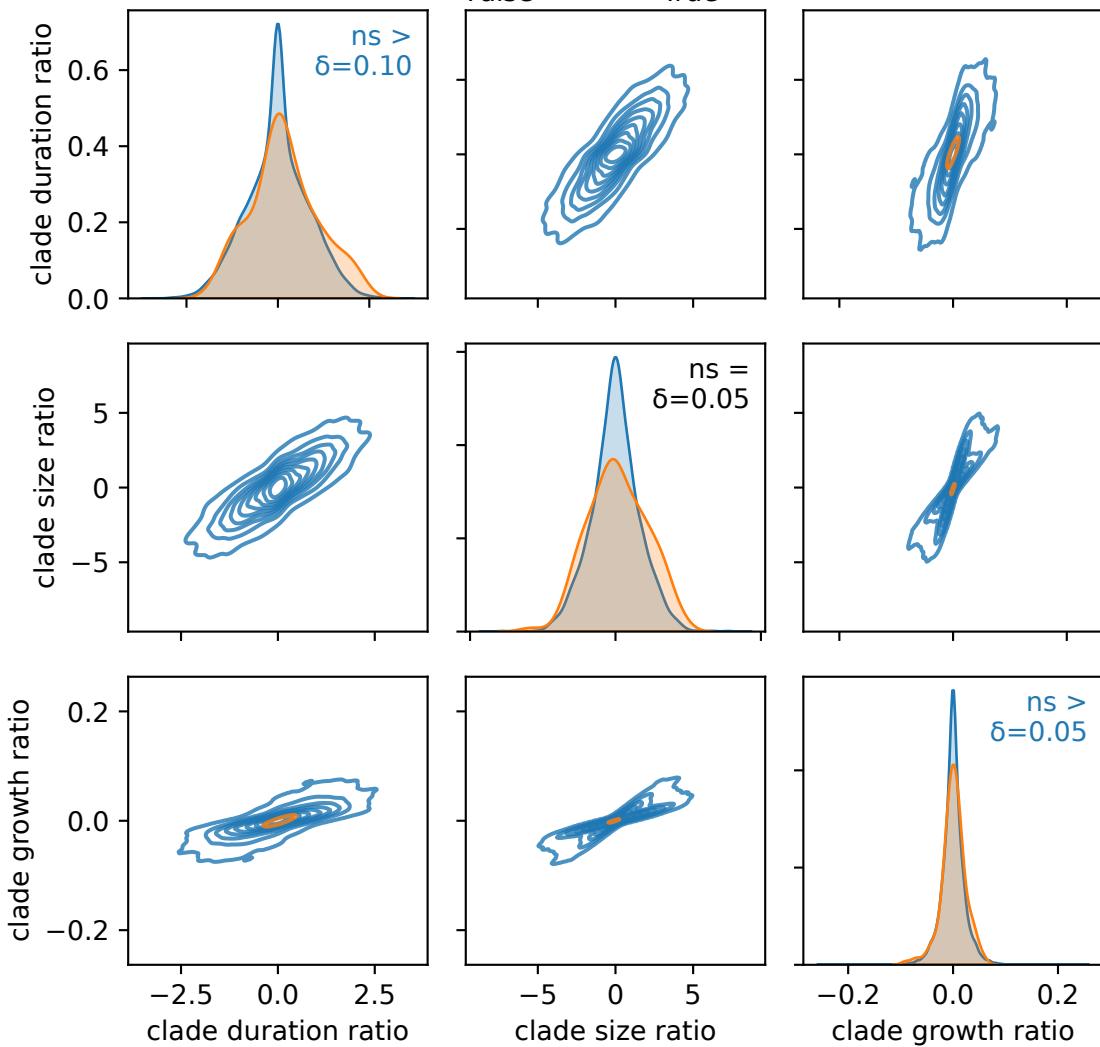 clade duration ratio
0.6
0.4
0.2
0.0
ns >
δ=0.10
clade size ratio
5
0
−5
ns =
δ=0.05
clade growth ratio
0.2
0.0
−0.2
ns >
δ=0.05
−2.5 0.0 2.5
−5 0 5
−0.2 0.0 0.2
clade duration ratio
clade size ratio
clade growth ratio